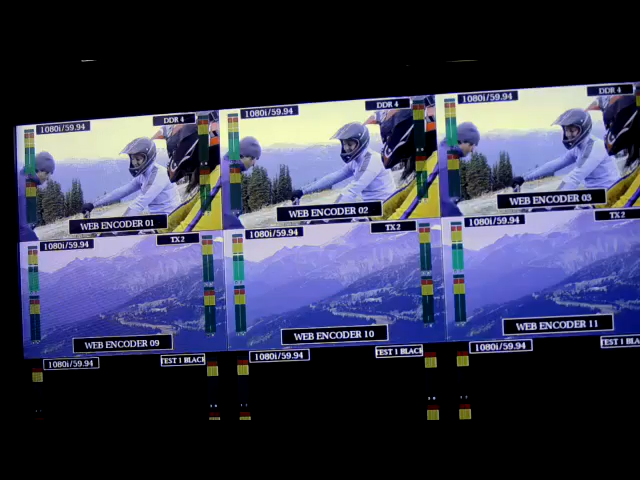 1080i/59.94 DDR 4 1080i/59.94 DDR 4 1080i/59.94 DDR 4
WEB ENCODER 01 WEB ENCODER 02 WEB ENCODER 03
1080i/59.94 TX 2 1080i/59.94 TX 2 1080i/59.94 TX 2
WEB ENCODER 09 WEB ENCODER 10 WEB ENCODER 11
1080i/59.94 TEST 1 BLACK 1080i/59.94 TEST 1 BLACK 1080i/59.94 TEST 1 BL